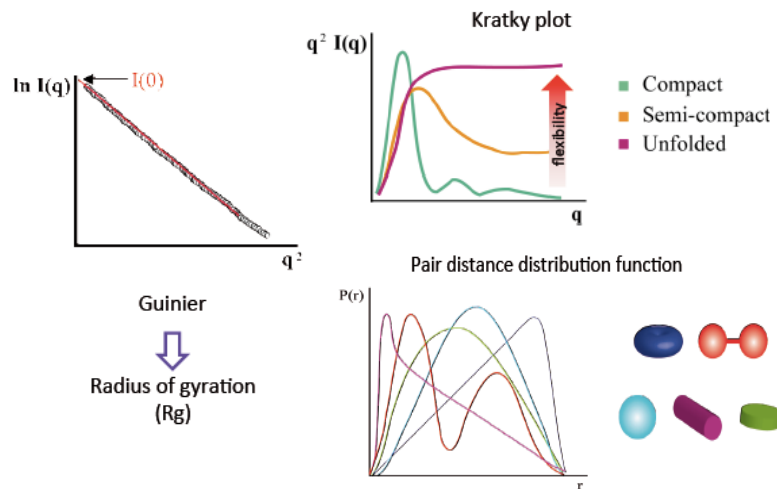 Kratky plot
q² I(q)
ln I(q)
I(0)
Compact
Semi-compact
Unfolded
flexibility
q
q²
Pair distance distribution function
P(r)
Guinier
Radius of gyration
(Rg)
r